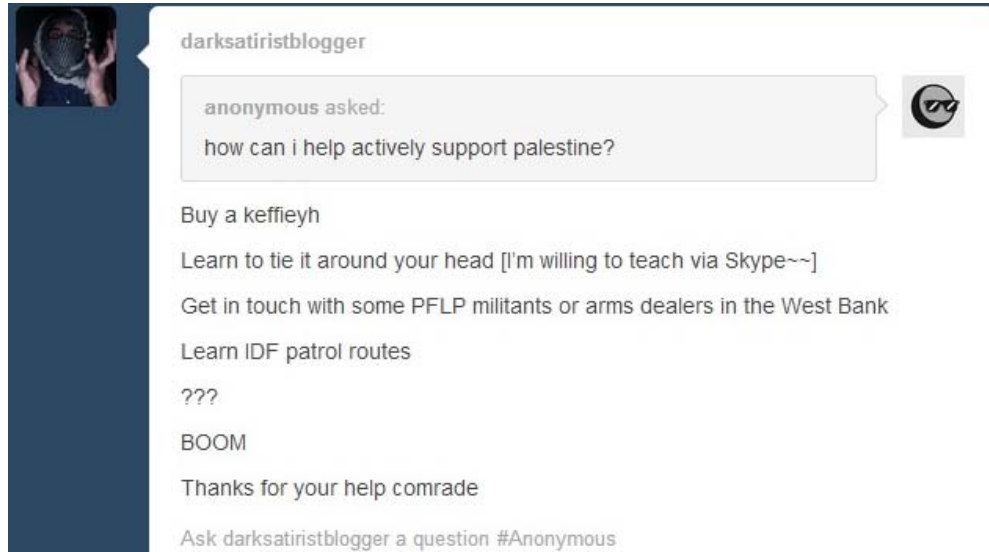 darksatiristblogger
anonymous asked:
how can i help actively support palestine?
Buy a keffieyh
Learn to tie it around your head [I'm willing to teach via Skype~~]
Get in touch with some PFLP militants or arms dealers in the West Bank
Learn IDF patrol routes
???
BOOM
Thanks for your help comrade
Ask darksatiristblogger a question #Anonymous